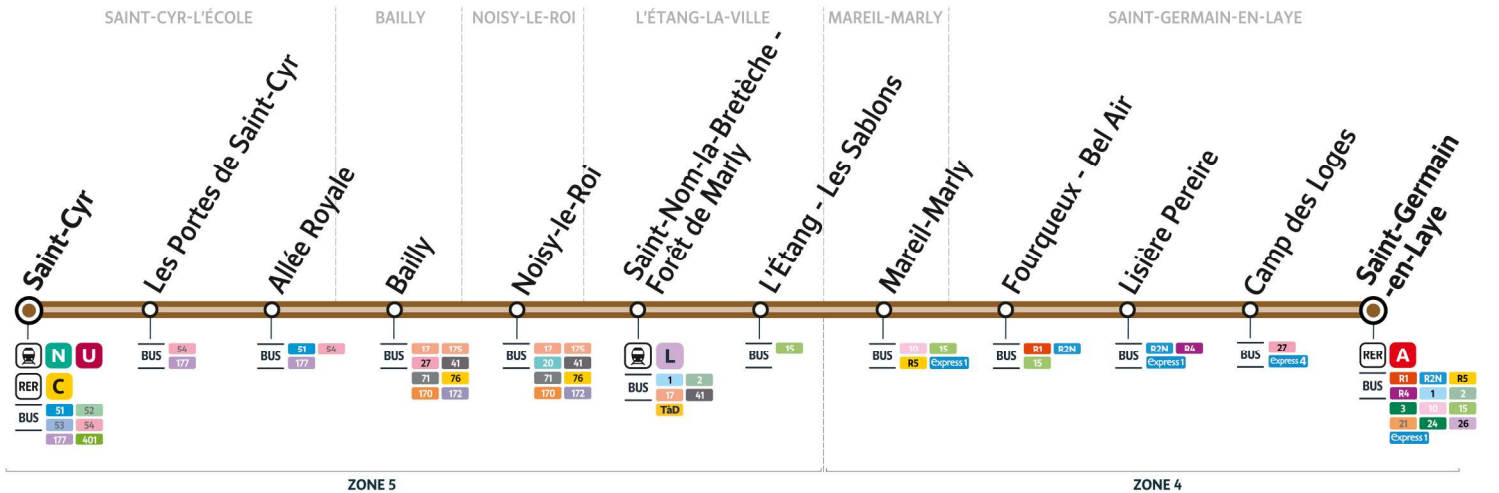 SAINT-CYR-L'ÉCOLE
BAILLY
NOISY-LE-ROI
L'ÉTANG-LA-VILLE
MAREIL-MARLY
SAINT-GERMAIN-EN-LAYE
Saint-Cyr
Les Portes de Saint-Cyr
Allée Royale
Bailly
Noisy-le-Roi
Saint-Nom-la-Bretèche -
Forêt de Marly
L'Étang - Les Sablons
Mareil-Marly
Fourqueux - Bel Air
Lisière Pereire
Camp des Loges
Saint-Germain
-en-Laye
N U
RER C
BUS
51 52
53 54
177 401
BUS
54
177
BUS
51 54
177
BUS
17 175
27 41
71 76
170 172
BUS
17 175
20 41
71 76
170 172
L
BUS
1 2
17 41
TàD
BUS
15
BUS
10 15
R5 express 1
BUS
R1 R2N
15
BUS
R2N R4
express 1
BUS
27
express 4
RER A
BUS
R1 R2N R5
R4 1 2
3 10 15
21 24 26
express 1
ZONE 5
ZONE 4